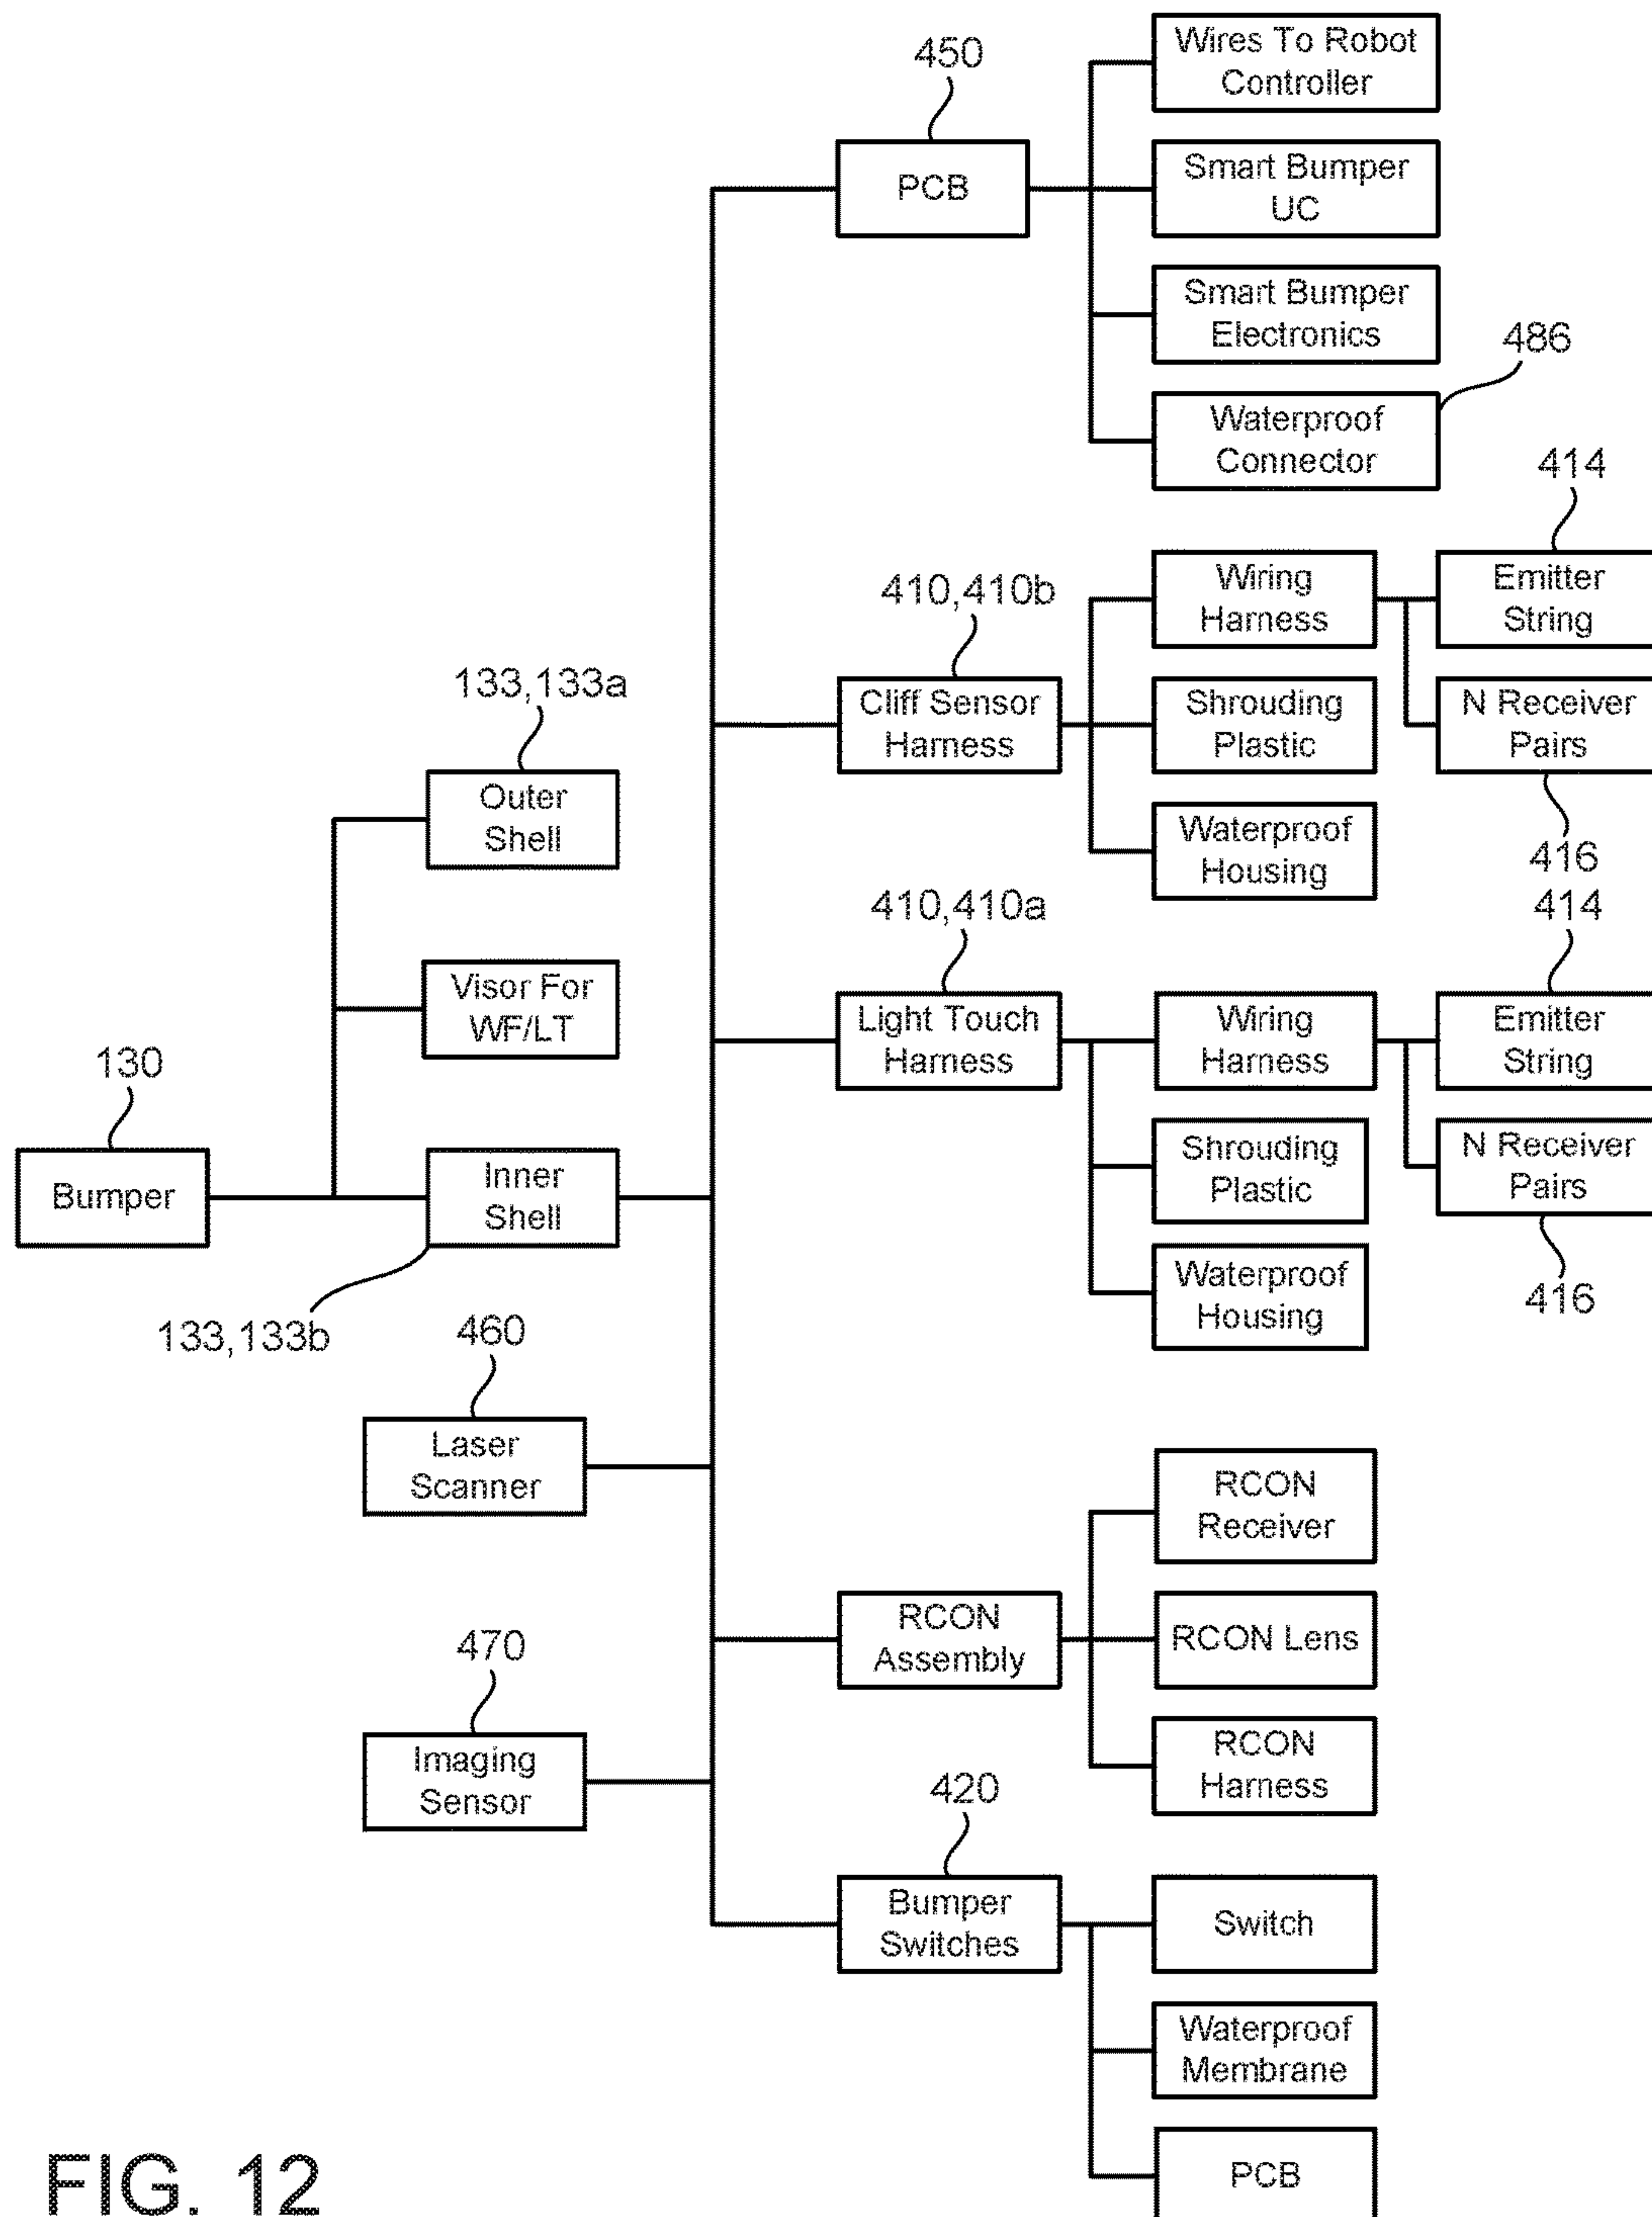 Wires To Robot
Controller
450
PCB
Smart Bumper
UC
Smart Bumper
Electronics
486
Waterproof
Connector
414
410,410b
Wiring
Harness
Emitter
String
133,133a
Cliff Sensor
Harness
Shrouding
Plastic
N Receiver
Pairs
Outer
Shell
Waterproof
Housing
416
410,410a
414
Visor For
WF/LT
Light Touch
Harness
Wiring
Harness
Emitter
String
130
Bumper
Inner
Shell
Shrouding
Plastic
N Receiver
Pairs
133,133b
460
Waterproof
Housing
416
Laser
Scanner
RCON
Receiver
470
RCON
Assembly
RCON Lens
Imaging
Sensor
RCON
Harness
420
Bumper
Switches
Switch
Waterproof
Membrane
PCB
FIG. 12